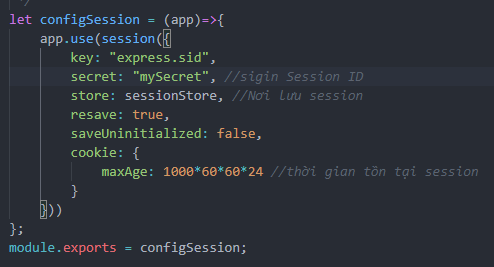 */
let configSession = (app)=>{
app.use(session({
key: "express.sid",
secret: "mySecret", //sigin Session ID
store: sessionStore, //Nơi lưu session
resave: true,
saveUninitialized: false,
cookie: {
maxAge: 1000*60*60*24 //thời gian tồn tại session
}
}))
};
module.exports = configSession;